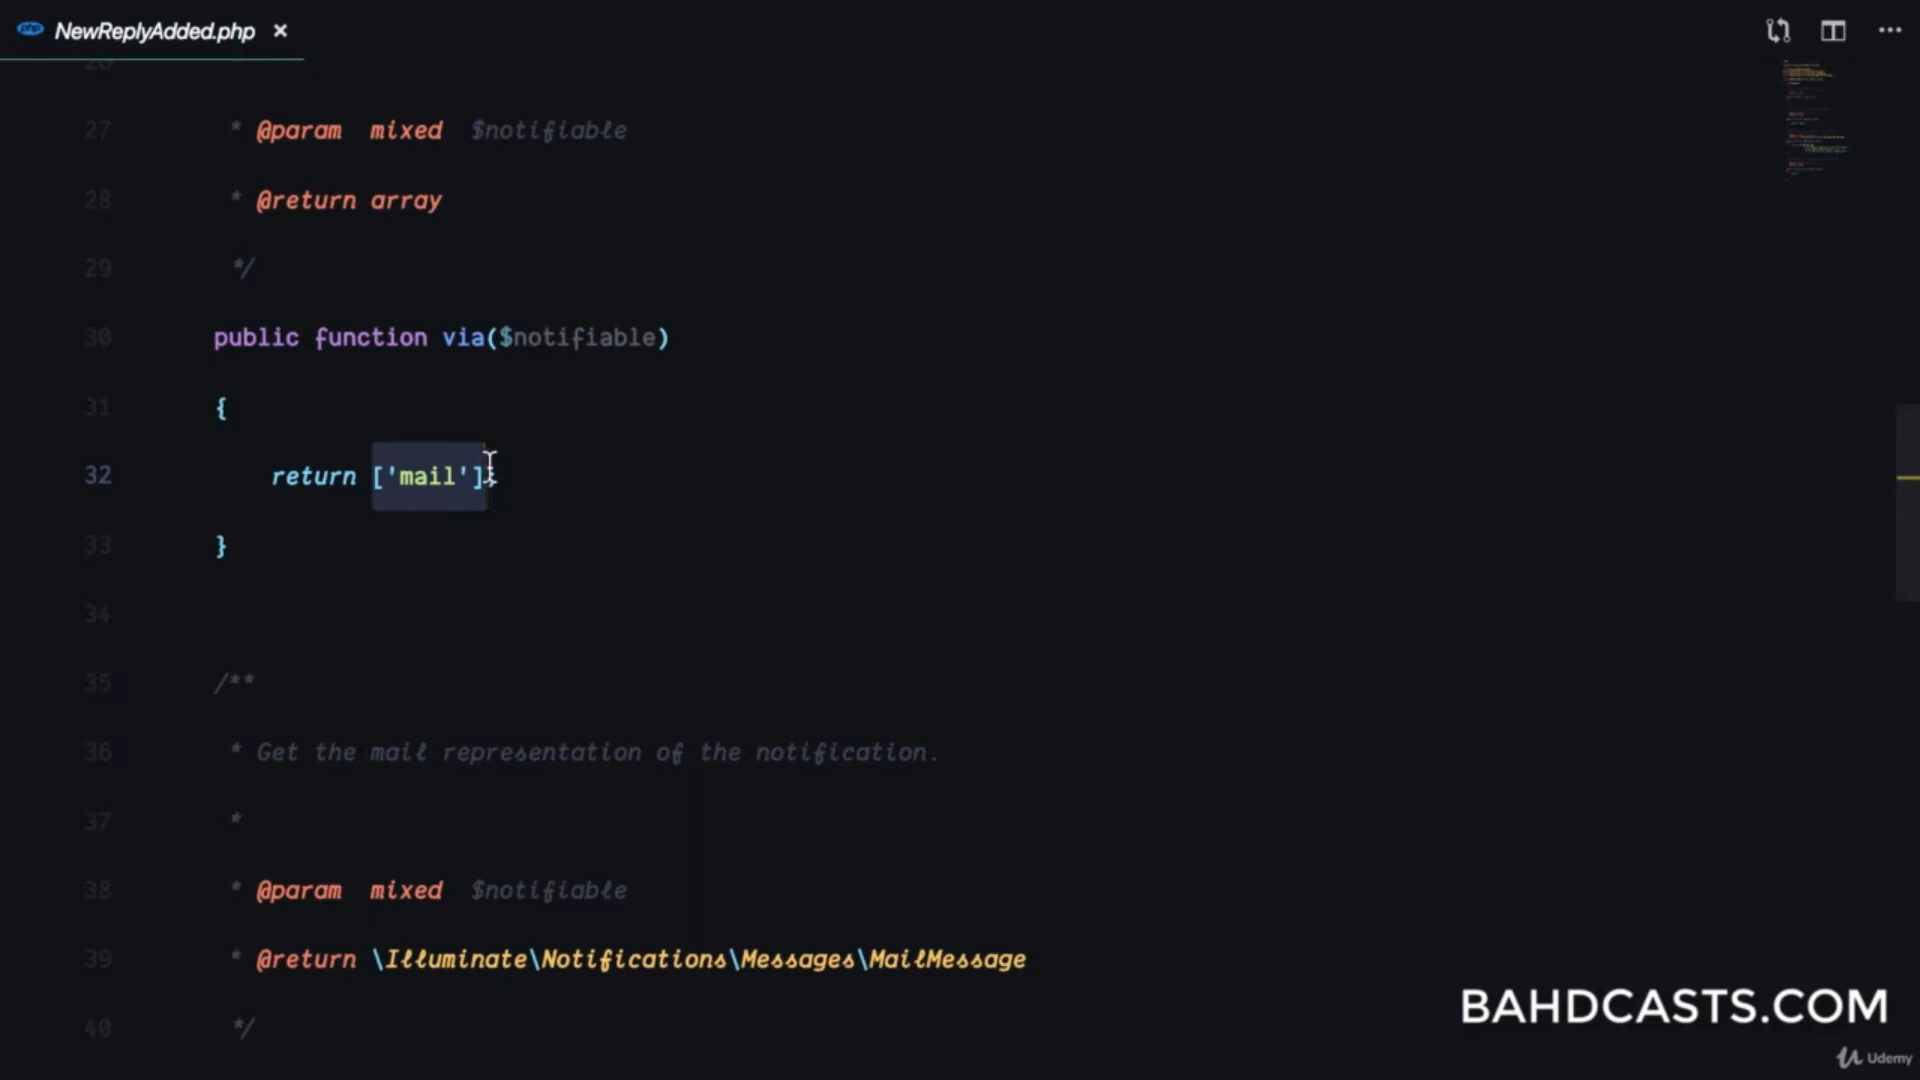 php NewReplyAdded.php ×
26
27 * @param mixed $notifiable
28 * @return array
29 */
30 public function via($notifiable)
31 {
32 return ['mail'];
33 }
34
35 /**
36 * Get the mail representation of the notification.
37 *
38 * @param mixed $notifiable
39 * @return \Illuminate\Notifications\Messages\MailMessage
40 */
BAHDCASTS.COM
Udemy